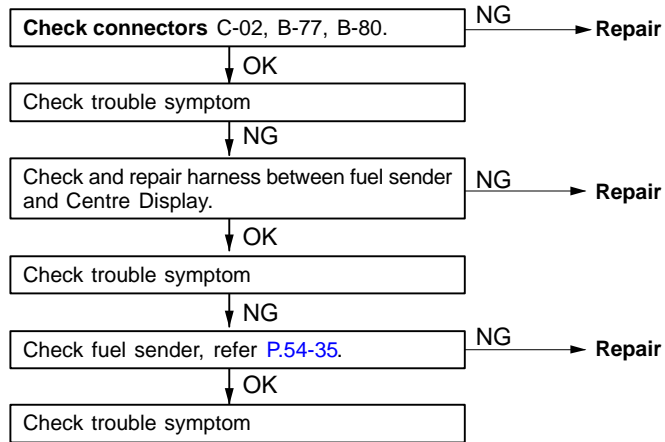 Check connectors C-02, B-77, B-80.
NG
Repair
OK
Check trouble symptom
NG
Check and repair harness between fuel sender
and Centre Display.
NG
Repair
OK
Check trouble symptom
NG
Check fuel sender, refer P.54-35.
NG
Repair
OK
Check trouble symptom